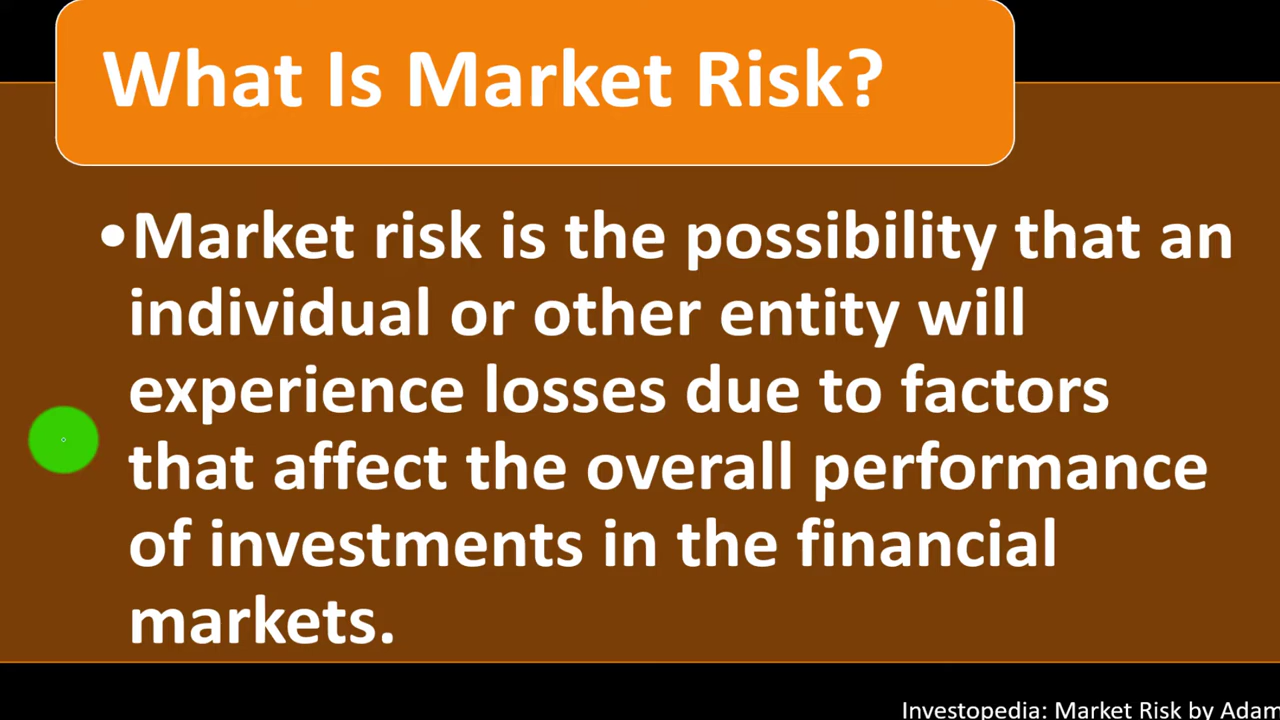 What Is Market Risk?
•Market risk is the possibility that an
individual or other entity will
experience losses due to factors
that affect the overall performance
of investments in the financial
markets.
Investopedia: Market Risk by Adam